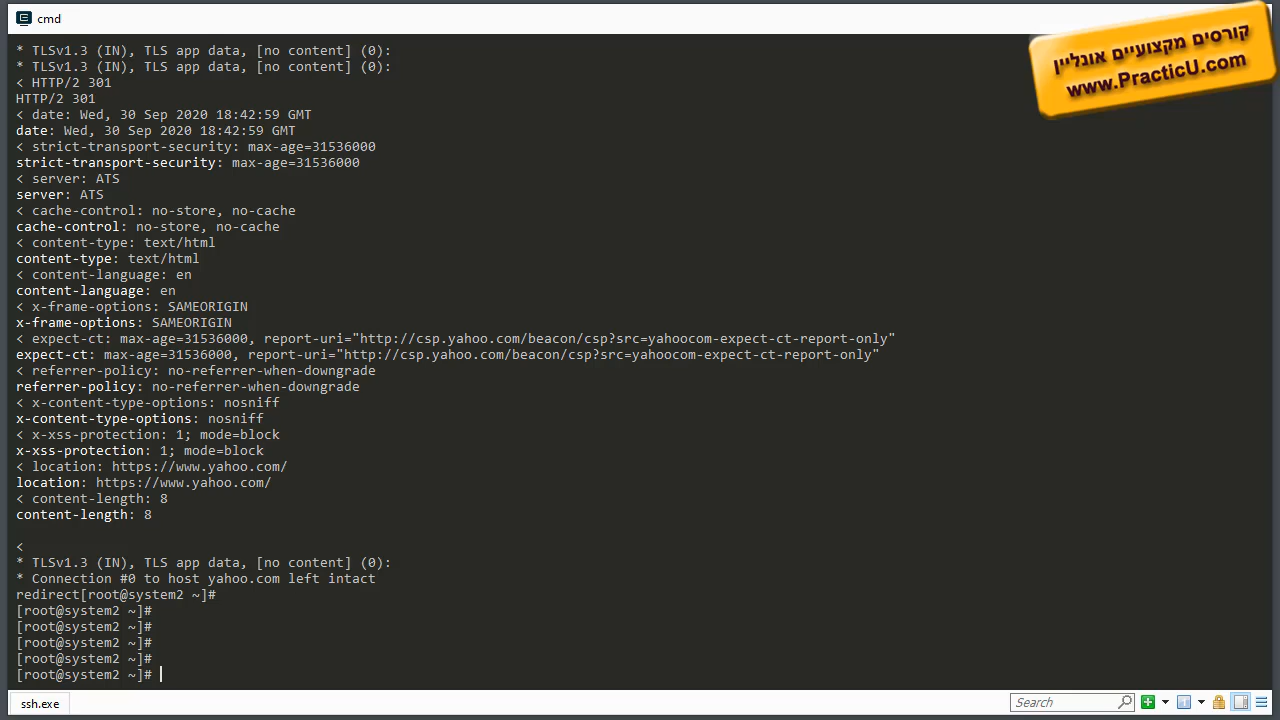 cmd
קורסים מקצועיים אונליין
www.PracticU.com
* TLSv1.3 (IN), TLS app data, [no content] (0):
* TLSv1.3 (IN), TLS app data, [no content] (0):
< HTTP/2 301
HTTP/2 301
< date: Wed, 30 Sep 2020 18:42:59 GMT
date: Wed, 30 Sep 2020 18:42:59 GMT
< strict-transport-security: max-age=31536000
strict-transport-security: max-age=31536000
< server: ATS
server: ATS
< cache-control: no-store, no-cache
cache-control: no-store, no-cache
< content-type: text/html
content-type: text/html
< content-language: en
content-language: en
< x-frame-options: SAMEORIGIN
x-frame-options: SAMEORIGIN
< expect-ct: max-age=31536000, report-uri="http://csp.yahoo.com/beacon/csp?src=yahoocom-expect-ct-report-only"
expect-ct: max-age=31536000, report-uri="http://csp.yahoo.com/beacon/csp?src=yahoocom-expect-ct-report-only"
< referrer-policy: no-referrer-when-downgrade
referrer-policy: no-referrer-when-downgrade
< x-content-type-options: nosniff
x-content-type-options: nosniff
< x-xss-protection: 1; mode=block
x-xss-protection: 1; mode=block
< location: https://www.yahoo.com/
location: https://www.yahoo.com/
< content-length: 8
content-length: 8
<
* TLSv1.3 (IN), TLS app data, [no content] (0):
* Connection #0 to host yahoo.com left intact
redirect[root@system2 ~]#
[root@system2 ~]#
[root@system2 ~]#
[root@system2 ~]#
[root@system2 ~]#
[root@system2 ~]#
ssh.exe
Search